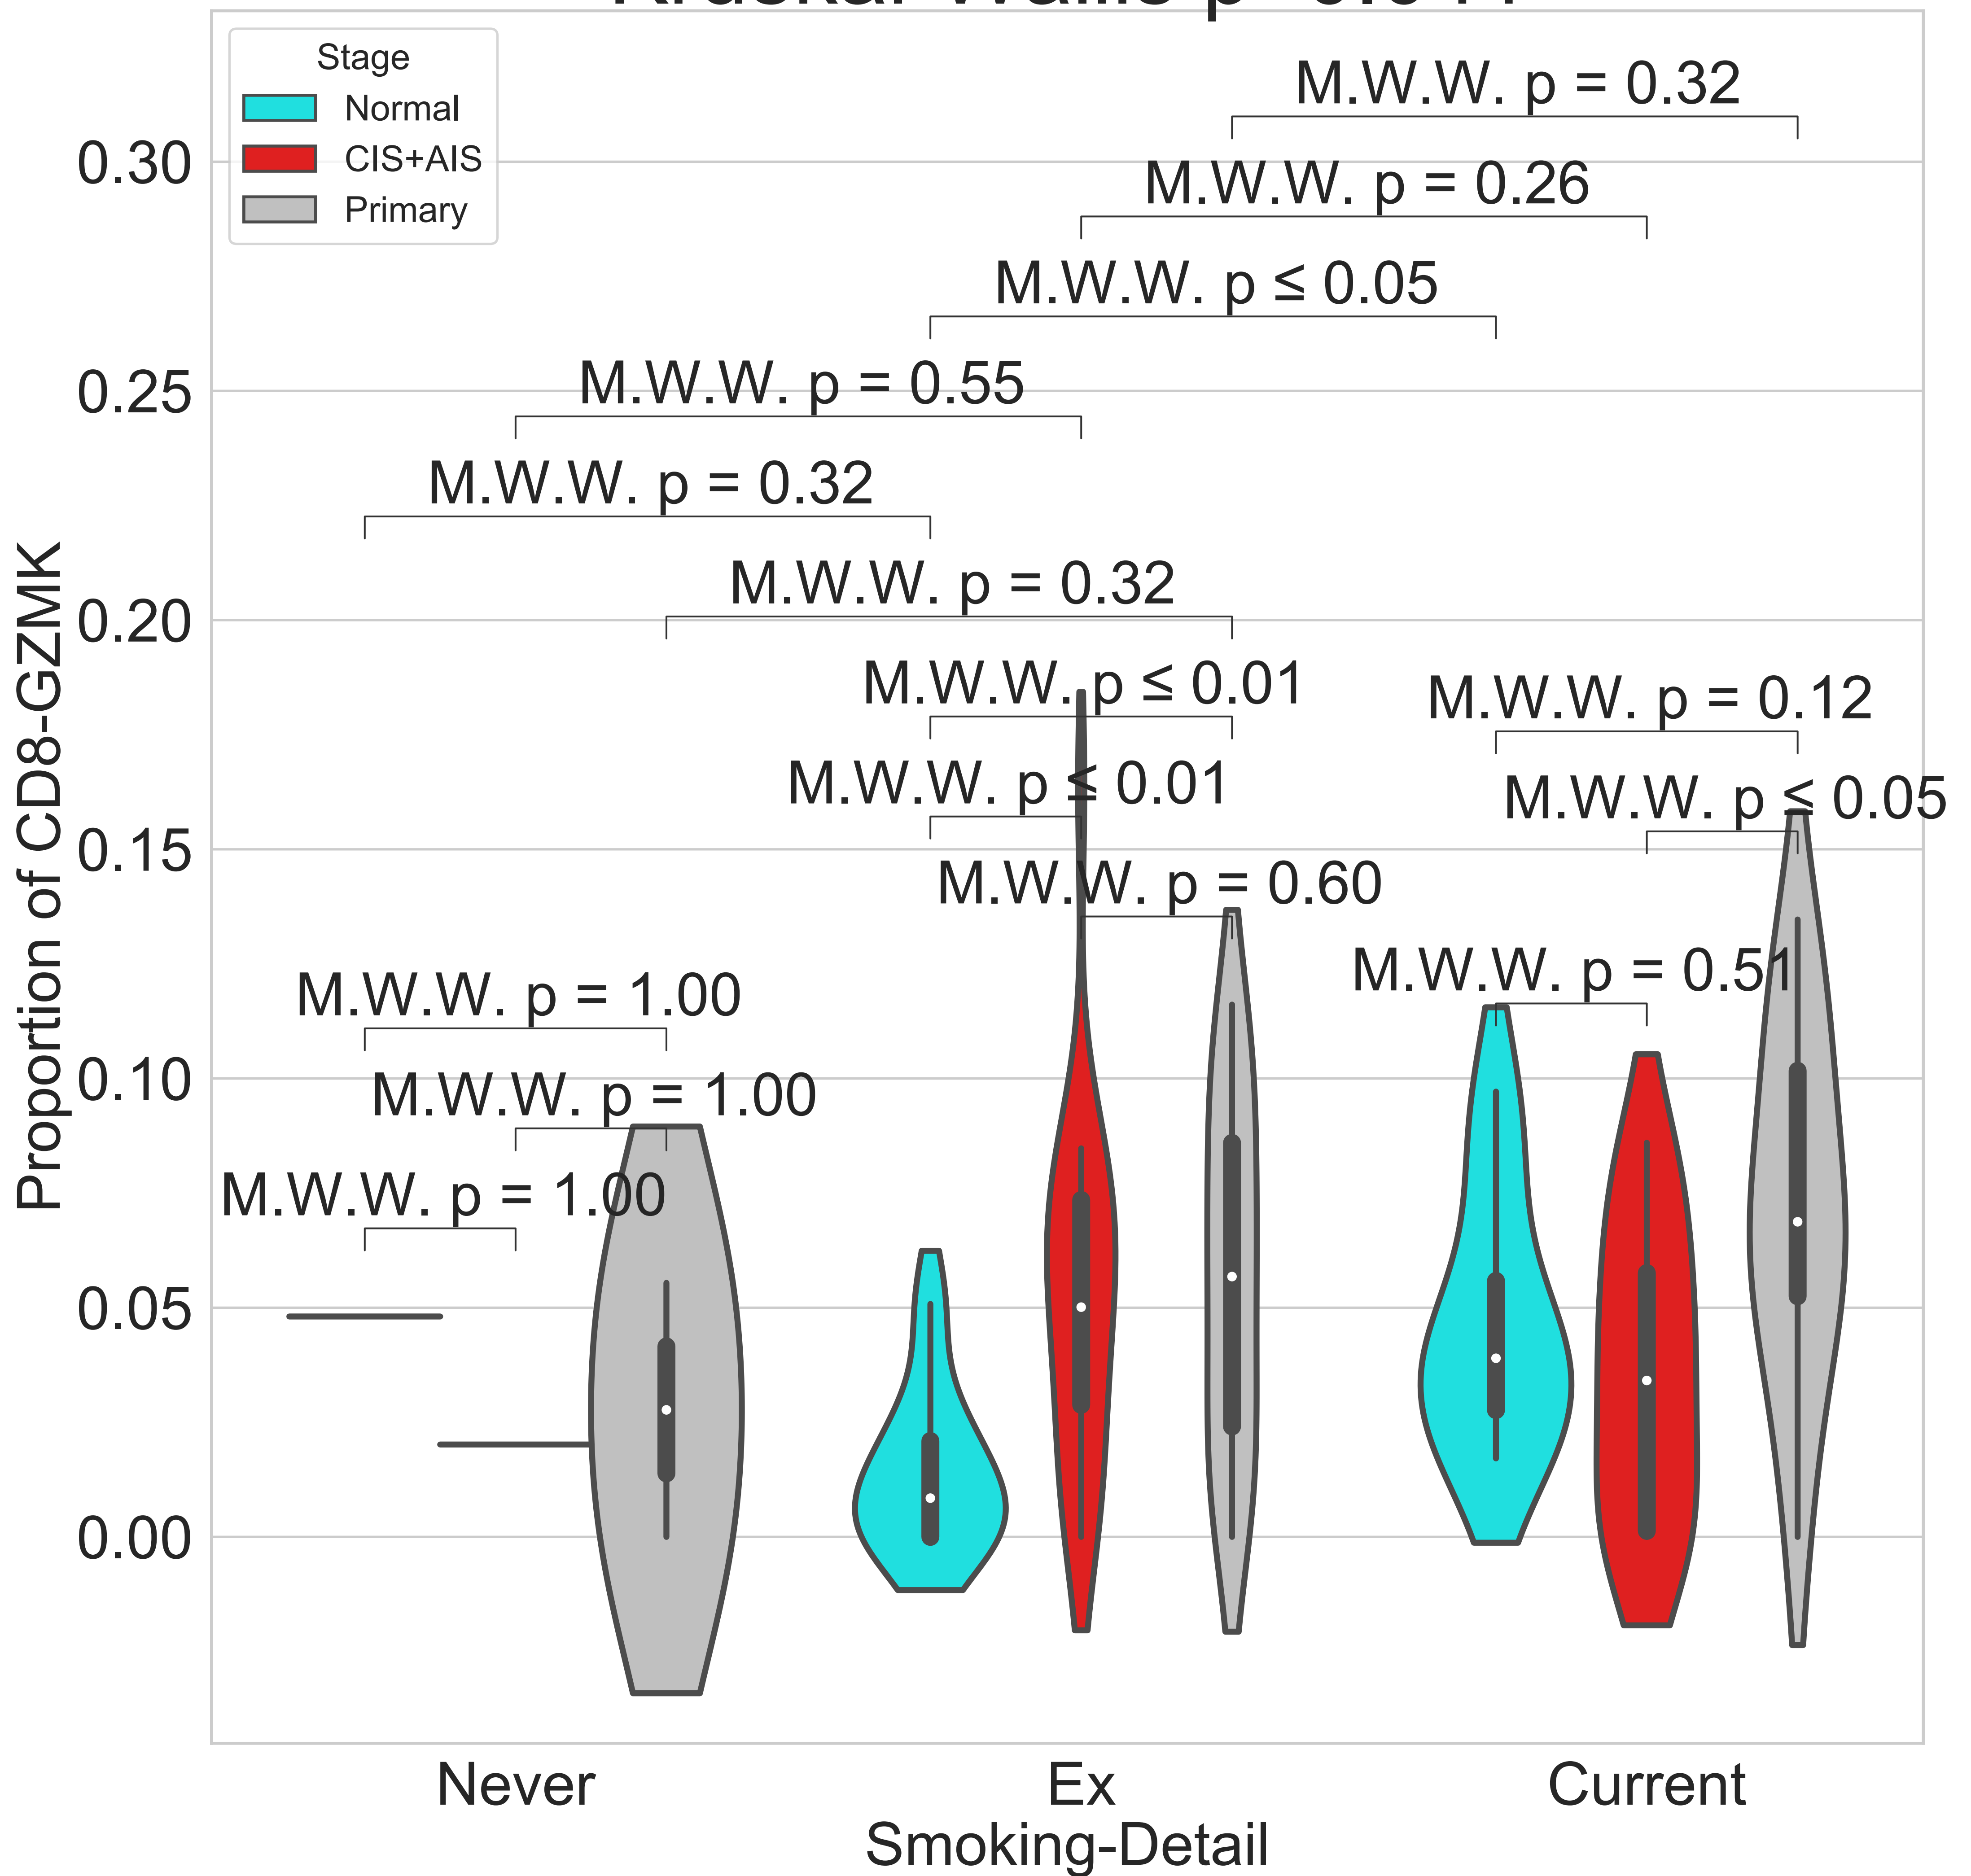 Stage
Normal
CIS+AIS
Primary
M.W.W. p = 0.32
M.W.W. p = 0.26
M.W.W. p ≤ 0.05
M.W.W. p = 0.55
M.W.W. p = 0.32
M.W.W. p = 0.32
M.W.W. p ≤ 0.01
M.W.W. p = 0.12
M.W.W. p ≤ 0.01
M.W.W. p ≤ 0.05
M.W.W. p = 0.60
M.W.W. p = 0.51
M.W.W. p = 1.00
M.W.W. p = 1.00
M.W.W. p = 1.00
0.30
0.25
0.20
0.15
0.10
0.05
0.00
Proportion of CD8-GZMK
Never
Ex
Current
Smoking-Detail